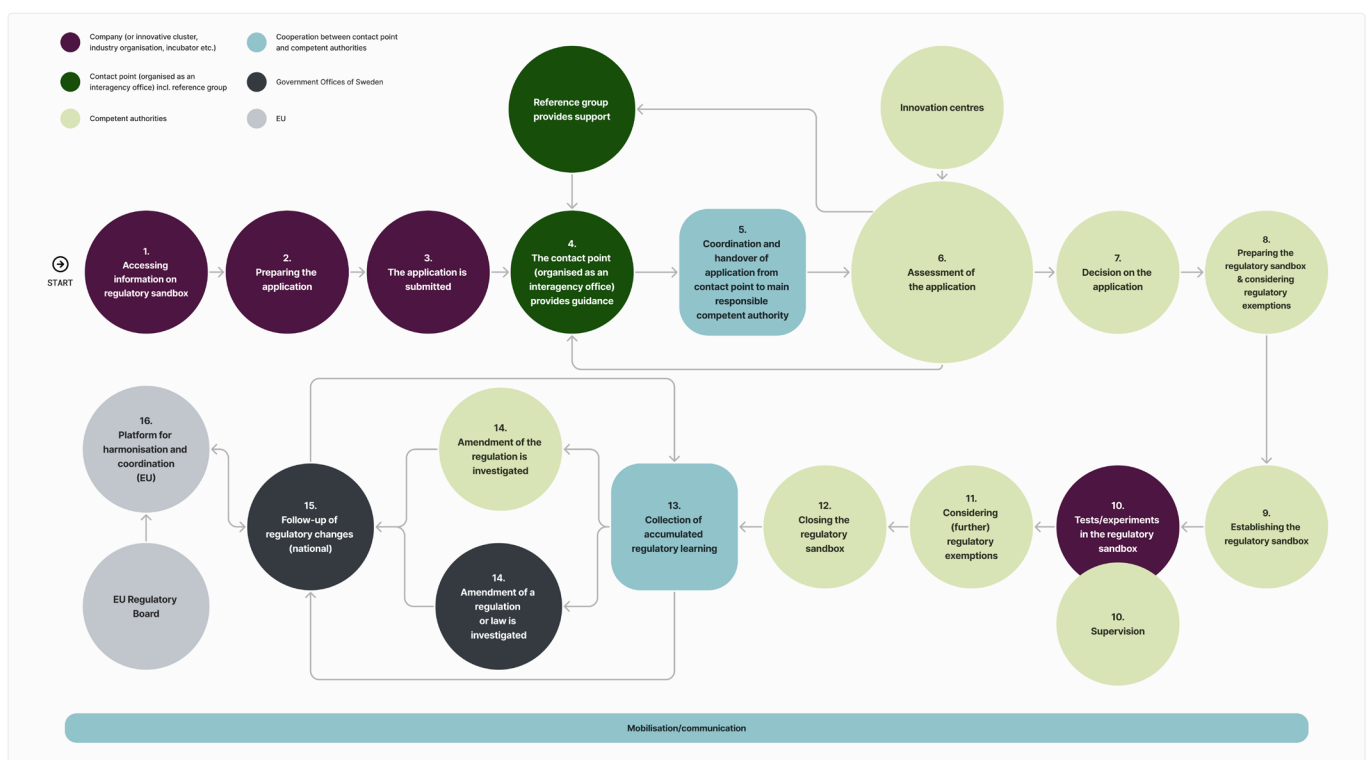 Company (or innovative cluster,
industry organisation, incubator etc.)
Cooperation between contact point
and competent authorities
Contact point (organised as an
interagency office) incl. reference group
Government Offices of Sweden
Competent authorities
EU
Reference group
provides support
Innovation centres
START
1.
Accessing
information on
regulatory sandbox
2.
Preparing the
application
3.
The application is
submitted
4.
The contact point
(organised as an
interagency office)
provides guidance
5.
Coordination and
handover of
application from
contact point to main
responsible
competent authority
6.
Assessment of
the application
7.
Decision on the
application
8.
Preparing the
regulatory sandbox
& considering
regulatory
exemptions
9.
Establishing the
regulatory sandbox
10.
Tests/experiments
in the regulatory
sandbox
10.
Supervision
11.
Considering
(further)
regulatory
exemptions
12.
Closing the
regulatory
sandbox
13.
Collection of
accumulated
regulatory learning
14.
Amendment of the
regulation is
investigated
14.
Amendment of a
regulation
or law is
investigated
15.
Follow-up of
regulatory changes
(national)
16.
Platform for
harmonisation and
coordination
(EU)
EU Regulatory
Board
Mobilisation/communication